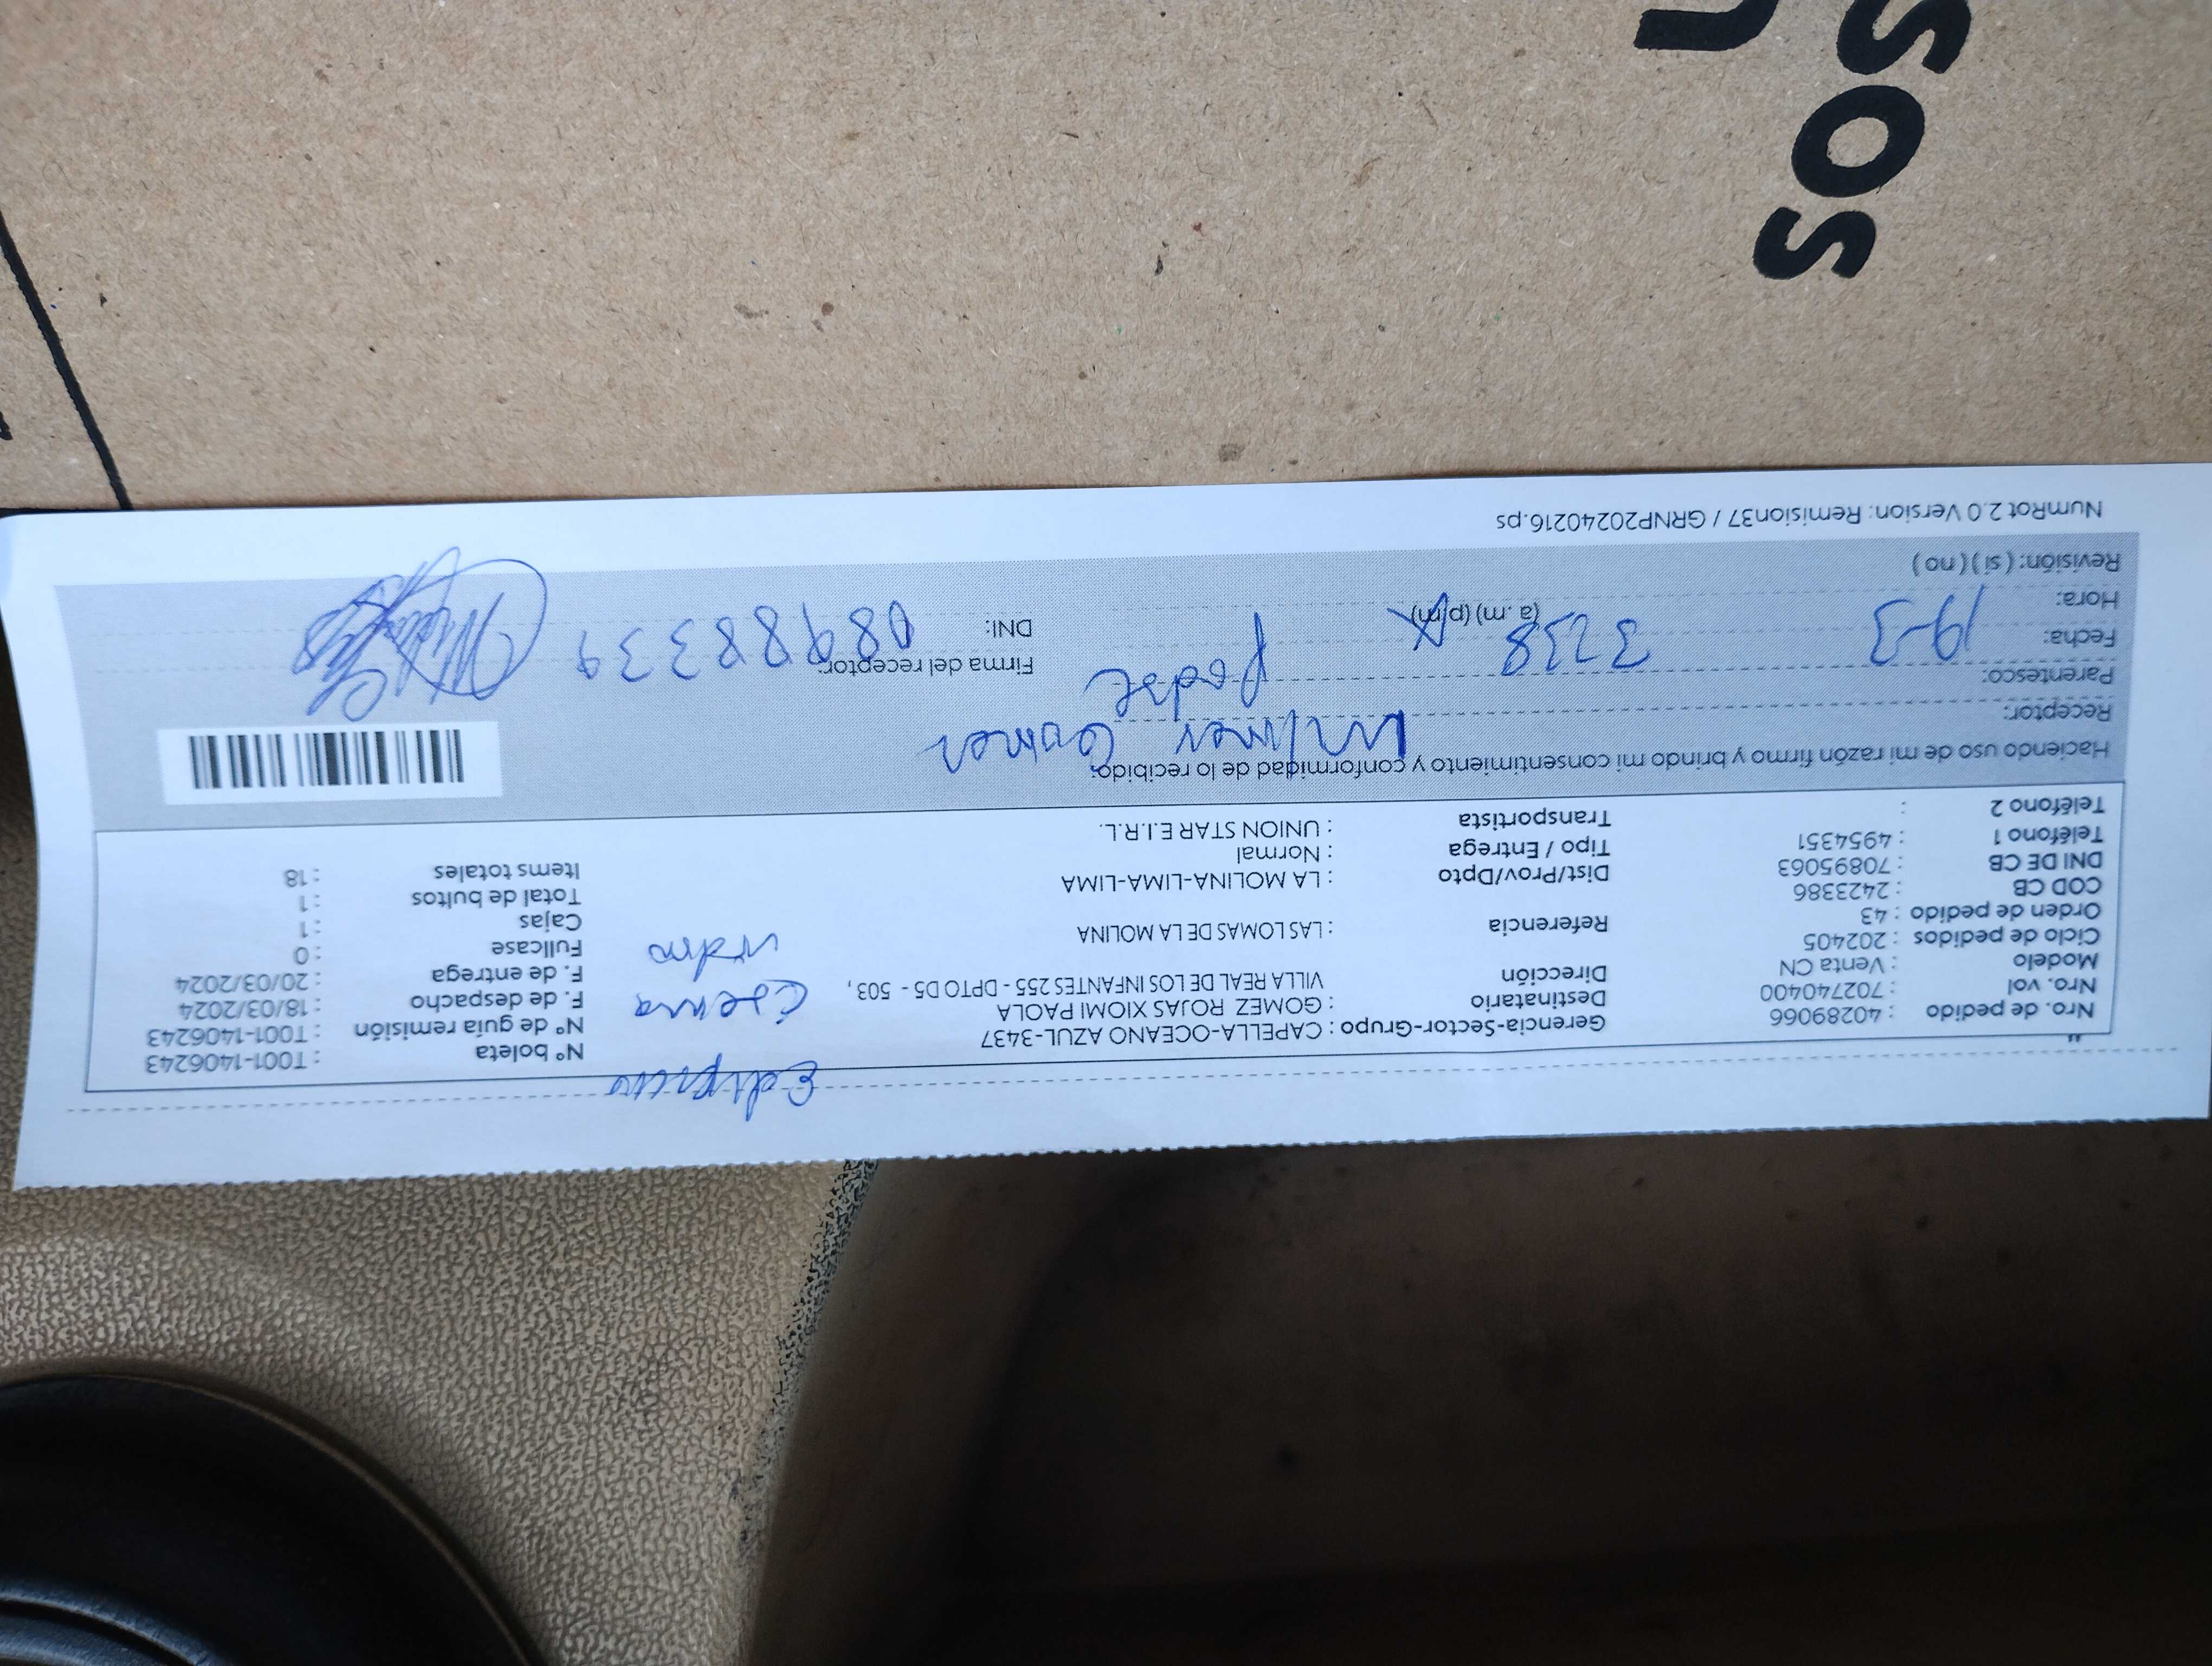 Nro. de pedido : 40289066
Nro. vol : 702740400
Modelo : Venta CN
Ciclo de pedidos : 202405
Orden de pedido : 43
COD CB : 2423386
DNI DE CB : 70895063
Teléfono 1 : 4954351
Teléfono 2 :
Gerencia-Sector-Grupo : CAPELLA-OCEANO AZUL-3437
Destinatario : GOMEZ ROJAS XIOMI PAOLA
Dirección VILLA REAL DE LOS INFANTES 255 - DPTO D5 - 503,
Referencia : LAS LOMAS DE LA MOLINA
Dist/Prov/Dpto : LA MOLINA-LIMA-LIMA
Tipo / Entrega : Normal
Transportista : UNION STAR E.I.R.L.
Nº boleta : T001-1406243
Nº de guía remisión : T001-1406243
F. de despacho : 18/03/2024
F. de entrega : 20/03/2024
Fullcase : 0
Cajas : 1
Total de bultos : 1
Items totales : 18
Haciendo uso de mi razón firmo y brindo mi consentimiento y conformidad de lo recibido:
Receptor:
Parentesco: padre
Fecha: 19-3
Hora: (a. m) (p.m)
Revisión: ( si ) ( no )
Firma del receptor:
DNI: 08988339
NumRot 2.0 Version: Remision37 / GRNP20240216.ps
sos